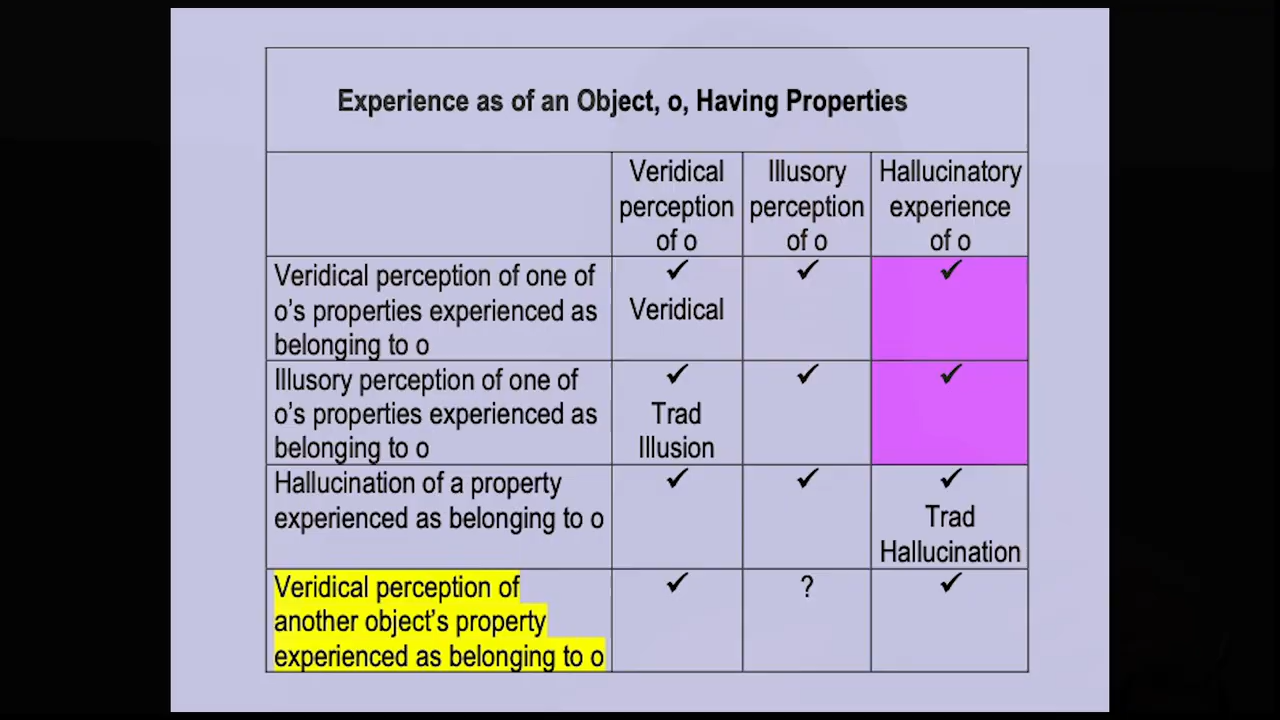 Experience as of an Object, o, Having Properties
Veridical perception of o
Illusory perception of o
Hallucinatory experience of o
Veridical perception of one of
o’s properties experienced as
belonging to o
✓
Veridical
✓
✓
Illusory perception of one of
o’s properties experienced as
belonging to o
✓
Trad
Illusion
✓
✓
Hallucination of a property
experienced as belonging to o
✓
✓
✓
Trad
Hallucination
Veridical perception of
another object’s property
experienced as belonging to o
✓
?
✓